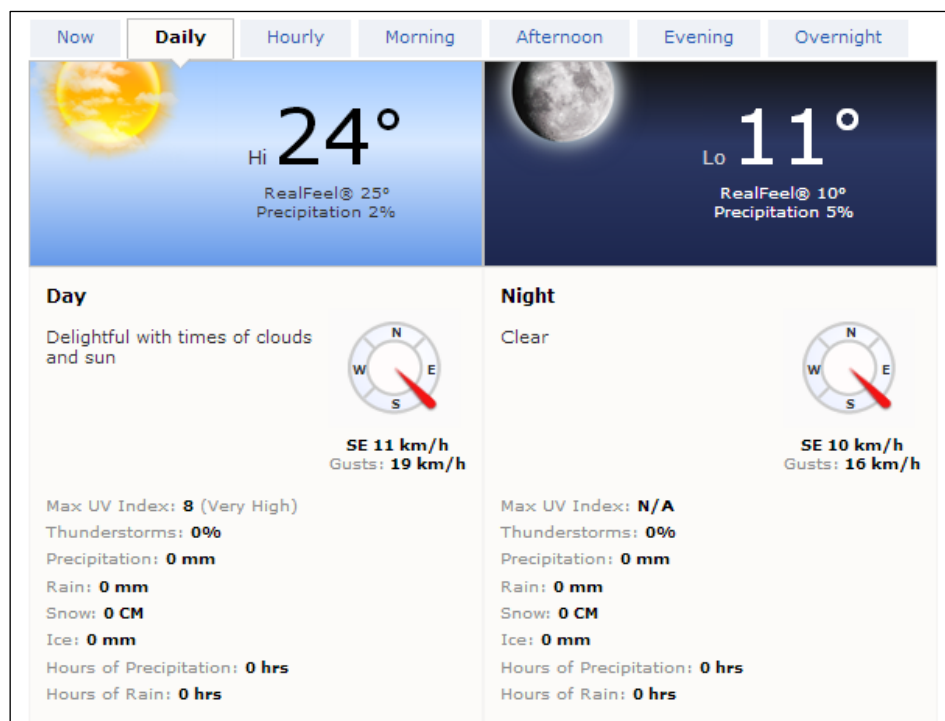 Now Daily Hourly Morning Afternoon Evening Overnight
Hi 24°
RealFeel® 25°
Precipitation 2%
Lo 11°
RealFeel® 10°
Precipitation 5%
Day
Delightful with times of clouds
and sun
N
W E
S
SE 11 km/h
Gusts: 19 km/h
Max UV Index: 8 (Very High)
Thunderstorms: 0%
Precipitation: 0 mm
Rain: 0 mm
Snow: 0 CM
Ice: 0 mm
Hours of Precipitation: 0 hrs
Hours of Rain: 0 hrs
Night
Clear
N
W E
S
SE 10 km/h
Gusts: 16 km/h
Max UV Index: N/A
Thunderstorms: 0%
Precipitation: 0 mm
Rain: 0 mm
Snow: 0 CM
Ice: 0 mm
Hours of Precipitation: 0 hrs
Hours of Rain: 0 hrs